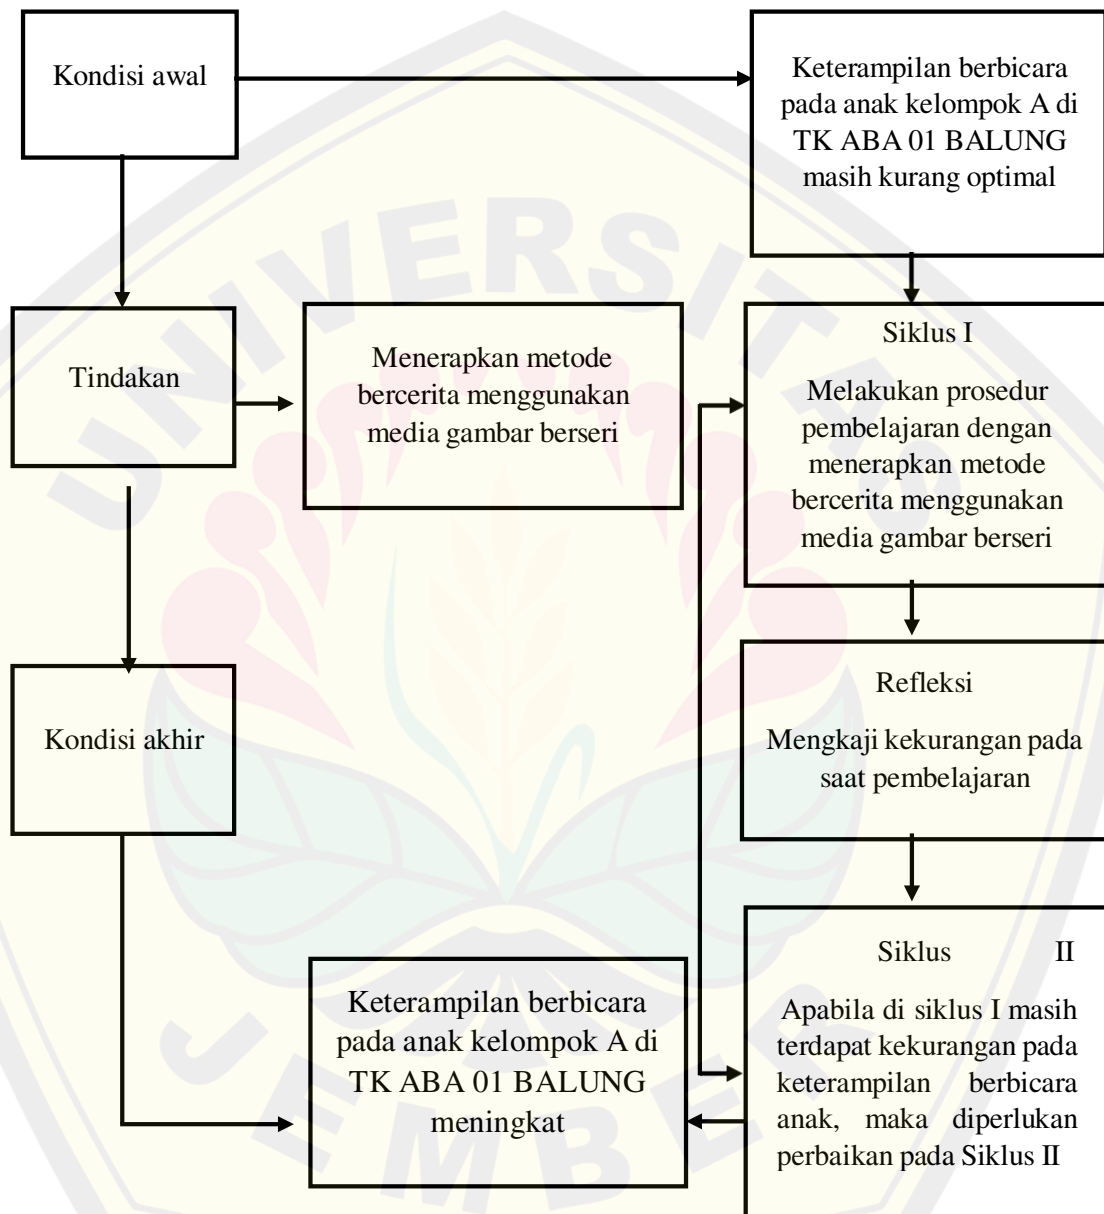 Kondisi awal
Keterampilan berbicara
pada anak kelompok A di
TK ABA 01 BALUNG
masih kurang optimal
Tindakan
Menerapkan metode
bercerita menggunakan
media gambar berseri
Siklus I
Melakukan prosedur
pembelajaran dengan
menerapkan metode
bercerita menggunakan
media gambar berseri
Refleksi
Mengkaji kekurangan pada
saat pembelajaran
Kondisi akhir
Siklus II
Apabila di siklus I masih
terdapat kekurangan pada
keterampilan berbicara
anak, maka diperlukan
perbaikan pada Siklus II
Keterampilan berbicara
pada anak kelompok A di
TK ABA 01 BALUNG
meningkat
UNIVERSITAS
JEMBER